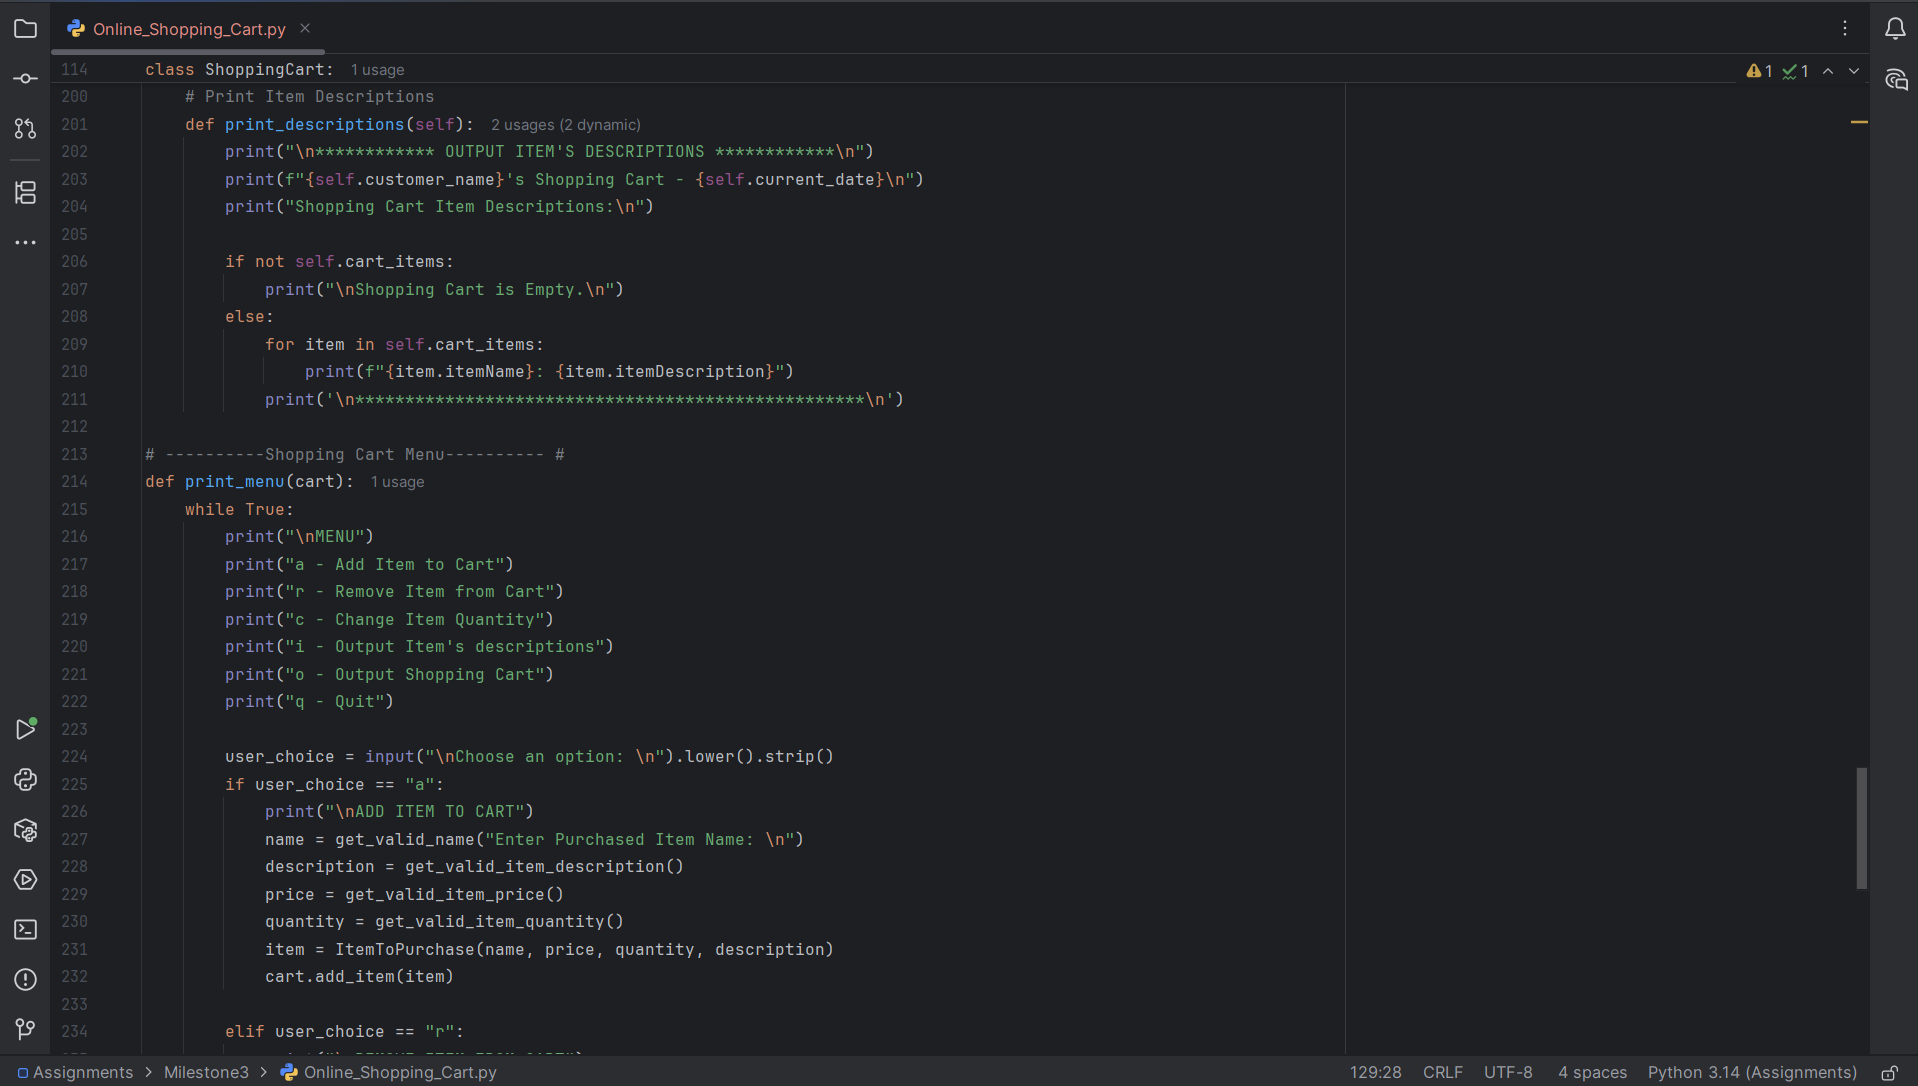 Online_Shopping_Cart.py
114 class ShoppingCart: 1 usage
1 1
200 # Print Item Descriptions
201 def print_descriptions(self): 2 usages (2 dynamic)
202 print("\n************ OUTPUT ITEM'S DESCRIPTIONS ************\n")
203 print(f"{self.customer_name}'s Shopping Cart - {self.current_date}\n")
204 print("Shopping Cart Item Descriptions:\n")
205
206 if not self.cart_items:
207 print("\nShopping Cart is Empty.\n")
208 else:
209 for item in self.cart_items:
210 print(f"{item.itemName}: {item.itemDescription}")
211 print('\n***************************************************\n')
212
213 # ----------Shopping Cart Menu---------- #
214 def print_menu(cart): 1 usage
215 while True:
216 print("\nMENU")
217 print("a - Add Item to Cart")
218 print("r - Remove Item from Cart")
219 print("c - Change Item Quantity")
220 print("i - Output Item's descriptions")
221 print("o - Output Shopping Cart")
222 print("q - Quit")
223
224 user_choice = input("\nChoose an option: \n").lower().strip()
225 if user_choice == "a":
226 print("\nADD ITEM TO CART")
227 name = get_valid_name("Enter Purchased Item Name: \n")
228 description = get_valid_item_description()
229 price = get_valid_item_price()
230 quantity = get_valid_item_quantity()
231 item = ItemToPurchase(name, price, quantity, description)
232 cart.add_item(item)
233
234 elif user_choice == "r":
Assignments > Milestone3 > Online_Shopping_Cart.py
129:28 CRLF UTF-8 4 spaces Python 3.14 (Assignments)